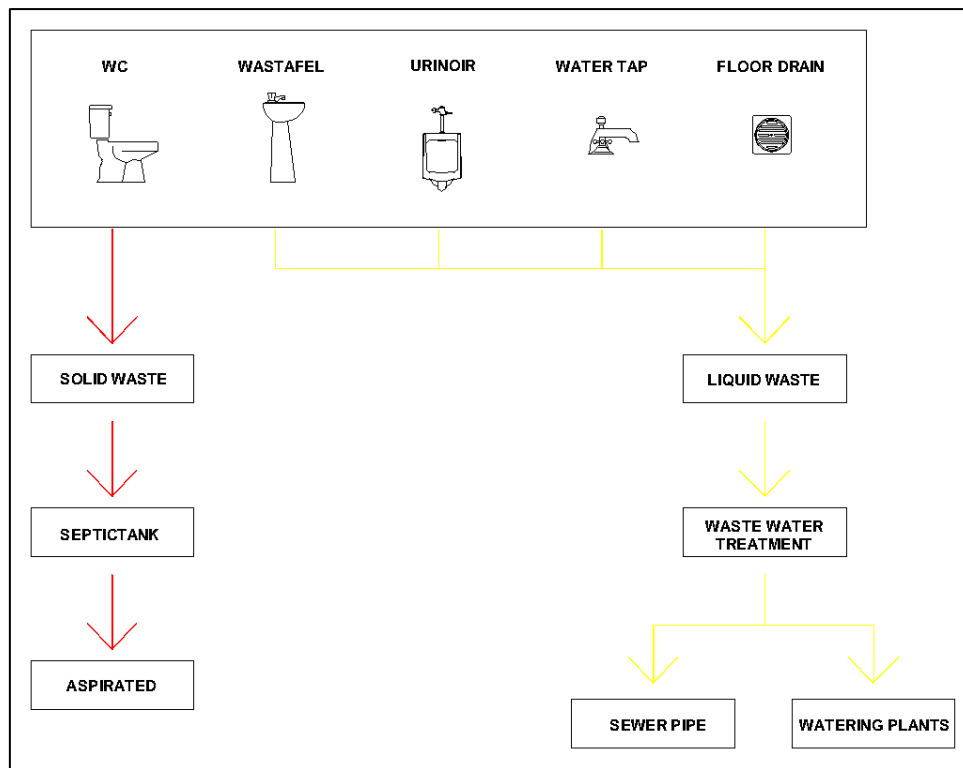 WC
WASTAFEL
URINOIR
WATER TAP
FLOOR DRAIN
SOLID WASTE
LIQUID WASTE
SEPTICTANK
WASTE WATER
TREATMENT
ASPIRATED
SEWER PIPE
WATERING PLANTS